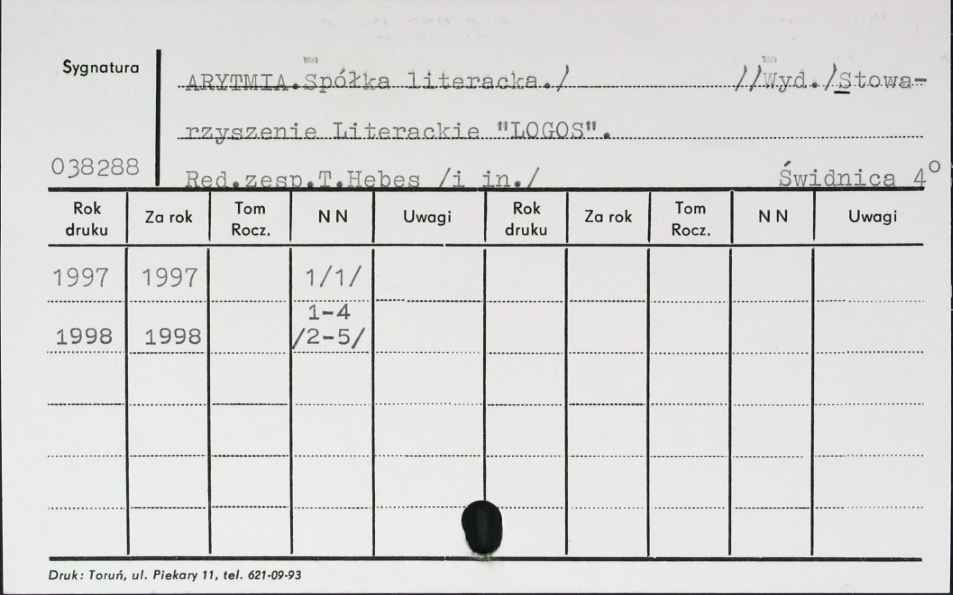 Sygnatura
ARYTMIA.Spółka literacka./ //Wyd./Stowa-
rzyszenie Literackie "LOGOS".
038288
Red.zesp.T.Hebes /i in./ Świdnica 4°
Rok druku Za rok Tom Rocz. N N Uwagi Rok druku Za rok Tom Rocz. N N Uwagi
1997 1997 1/1/
1-4
1998 1998 /2-5/
Druk: Toruń, ul. Piekary 11, tel. 621-09-93